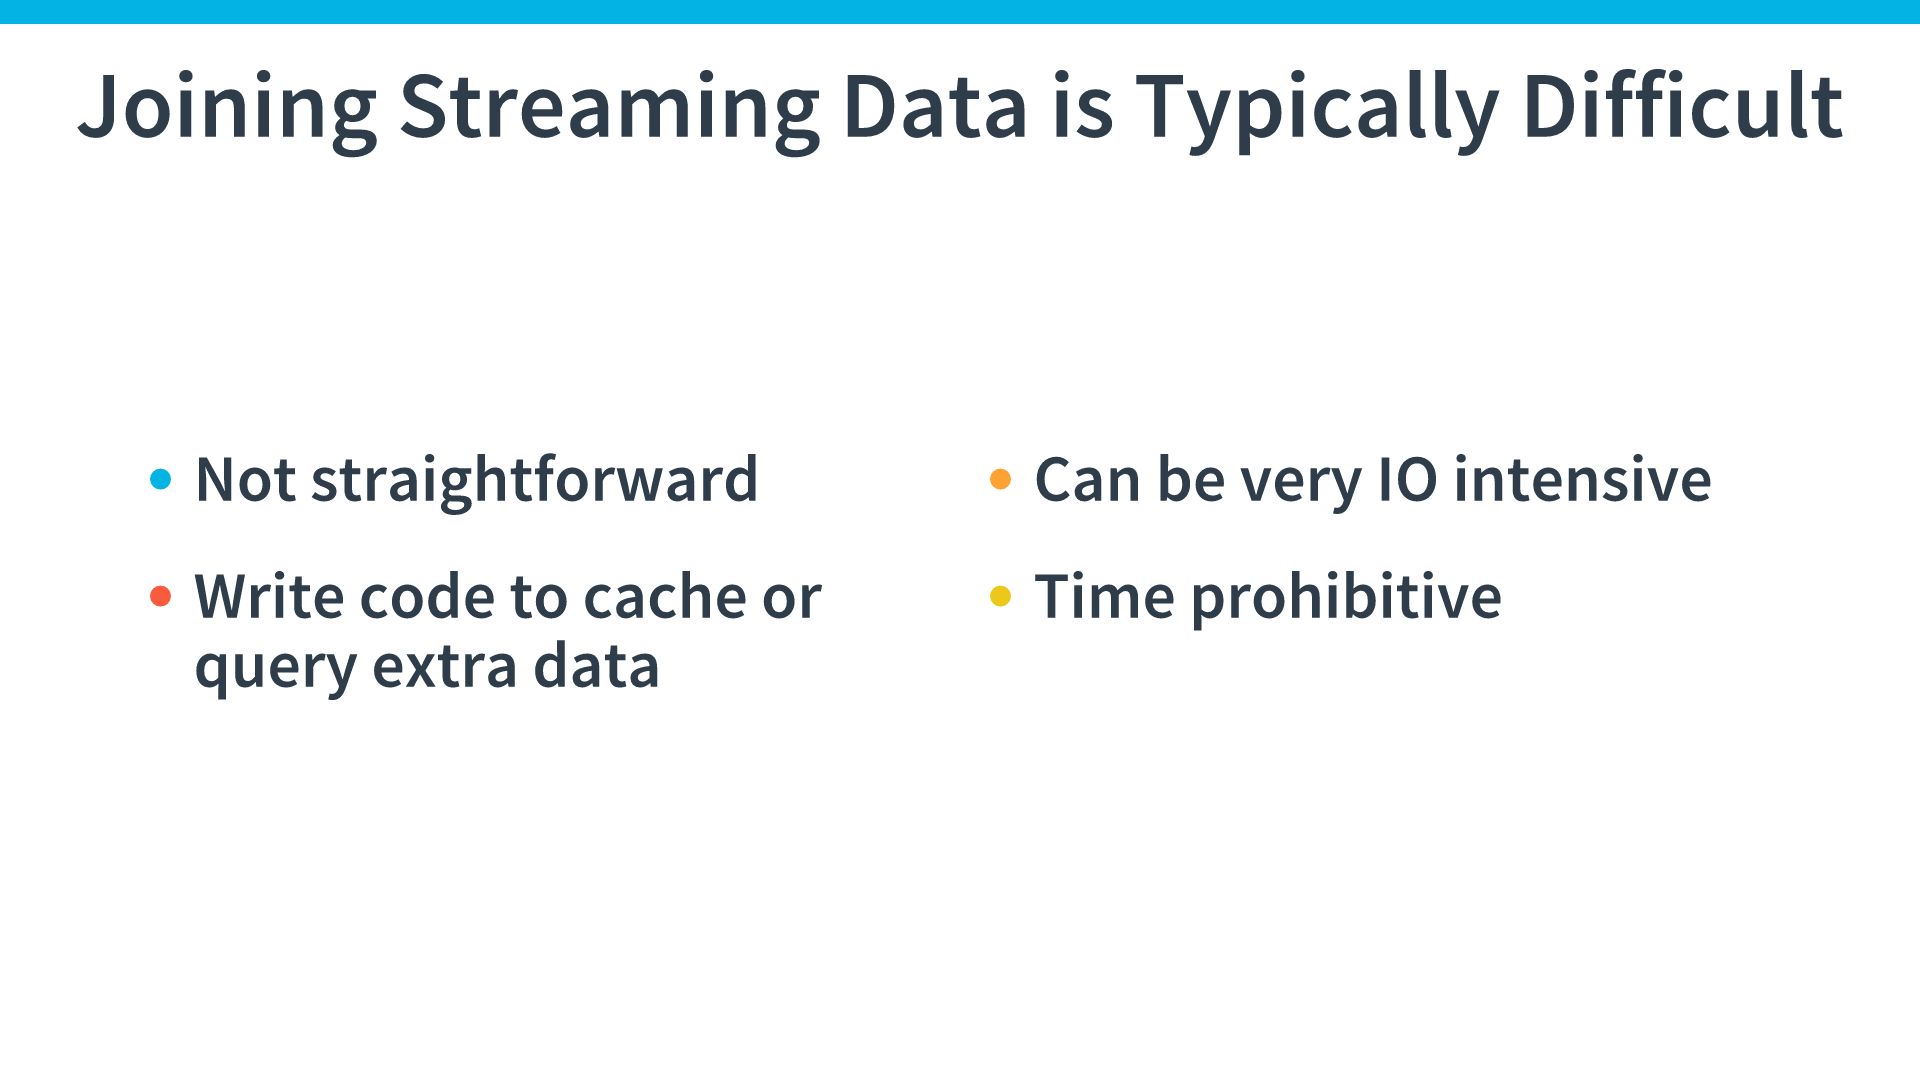 Joining Streaming Data is Typically Difficult
• Not straightforward
• Write code to cache or
query extra data
• Can be very IO intensive
• Time prohibitive